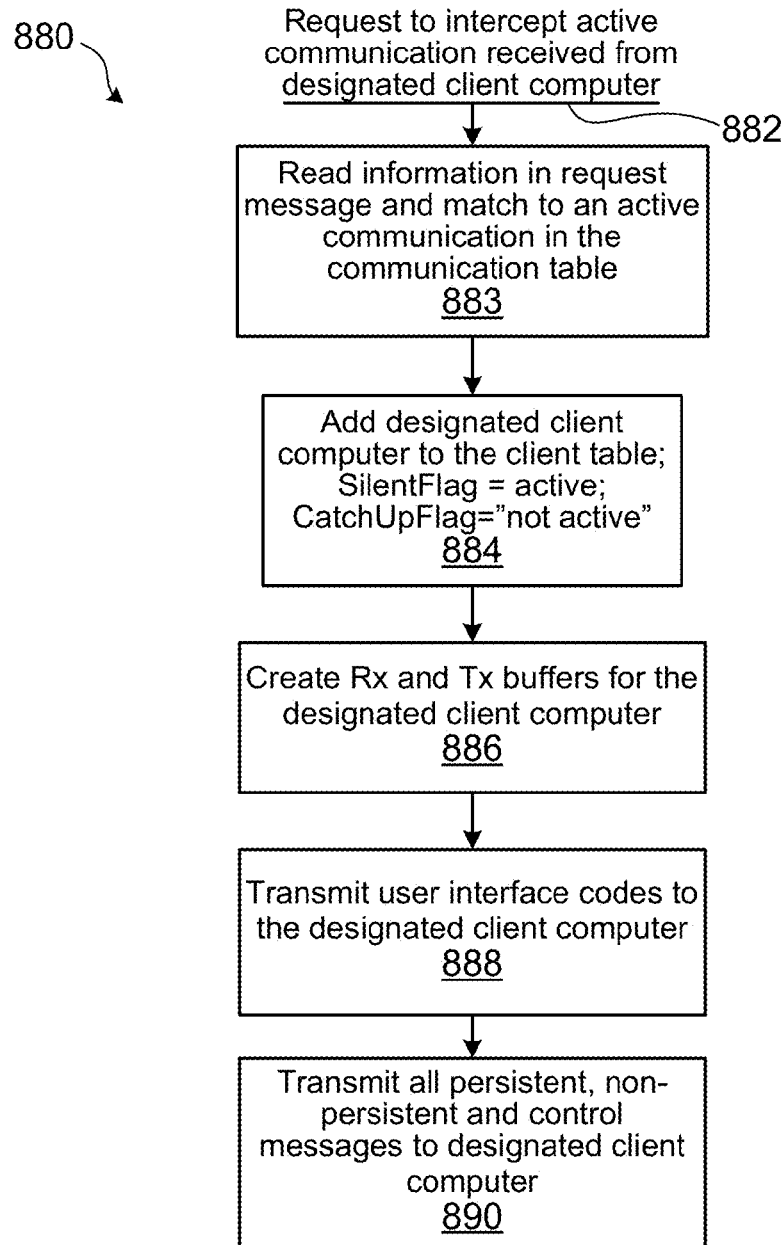 880
Request to intercept active
communication received from
designated client computer
882
Read information in request
message and match to an active
communication in the
communication table
883
Add designated client
computer to the client table;
SilentFlag = active;
CatchUpFlag=”not active”
884
Create Rx and Tx buffers for the
designated client computer
886
Transmit user interface codes to
the designated client computer
888
Transmit all persistent, non-
persistent and control
messages to designated client
computer
890